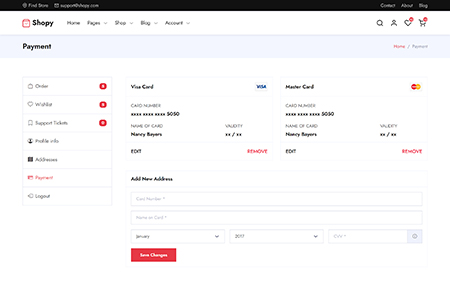 Find Store support@shopy.com Contact About Blog
Shopy Home Pages Shop Blog Account
Payment Home / Payment
Order
Wishlist
Support Tickets
Profile Info
Addresses
Payment
Logout
Visa Card VISA
CARD NUMBER
xxxx xxxx xxxx 5050
NAME OF CARD VALIDITY
Nancy Bayers xx / xx
EDIT REMOVE
Master Card
CARD NUMBER
xxxx xxxx xxxx 5050
NAME OF CARD VALIDITY
Nancy Bayers xx / xx
EDIT REMOVE
Add New Address
Card Number *
Name on Card *
January 2017 CVV *
Save Changes